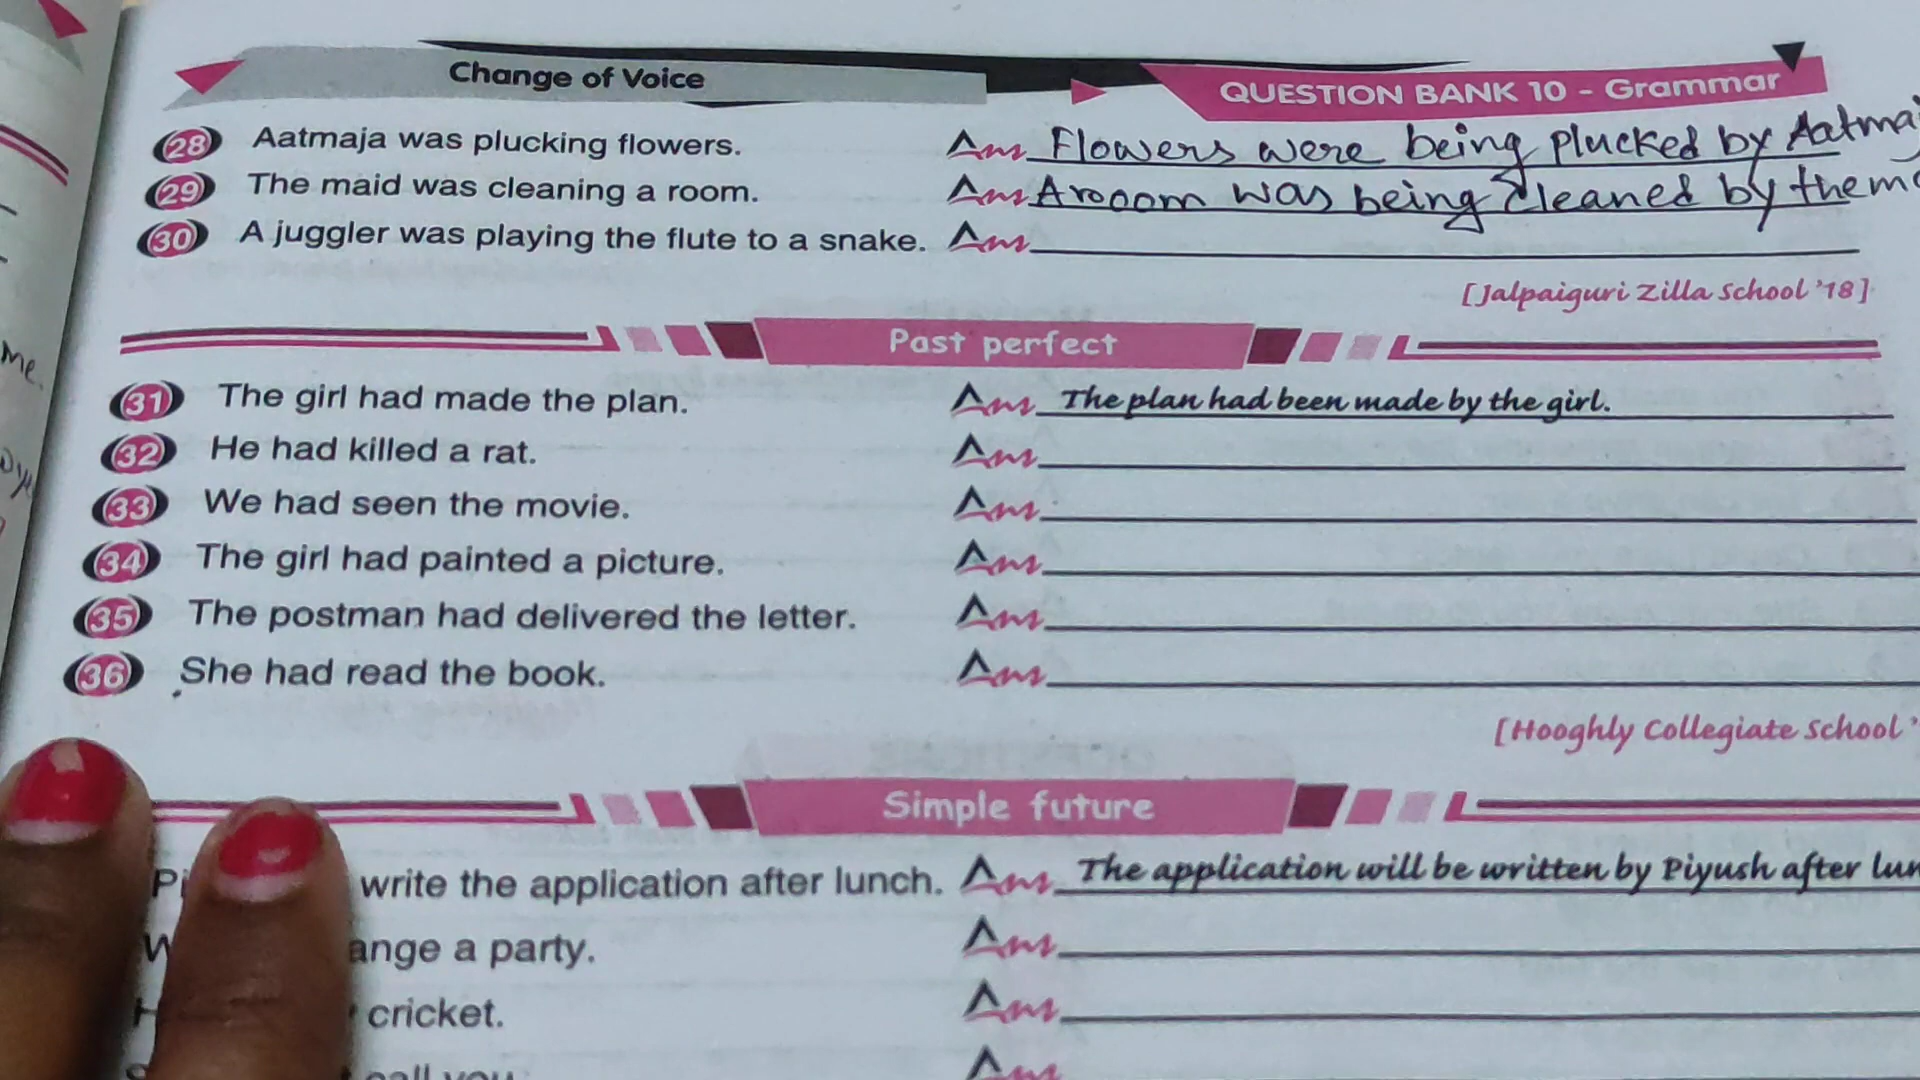 Change of Voice
QUESTION BANK 10 - Grammar
28 Aatmaja was plucking flowers. Ans Flowers were being plucked by Aatma
29 The maid was cleaning a room. Ans A rooom was being cleaned by the m
30 A juggler was playing the flute to a snake. Ans
[Jalpaiguri Zilla School '18]
Past perfect
me.
31 The girl had made the plan. Ans The plan had been made by the girl.
32 He had killed a rat. Ans
33 We had seen the movie. Ans
34 The girl had painted a picture. Ans
35 The postman had delivered the letter. Ans
36 She had read the book. Ans
[Hooghly Collegiate School '
Simple future
Pi write the application after lunch. Ans The application will be written by Piyush after lun
W ange a party. Ans
H cricket. Ans
call you Ans